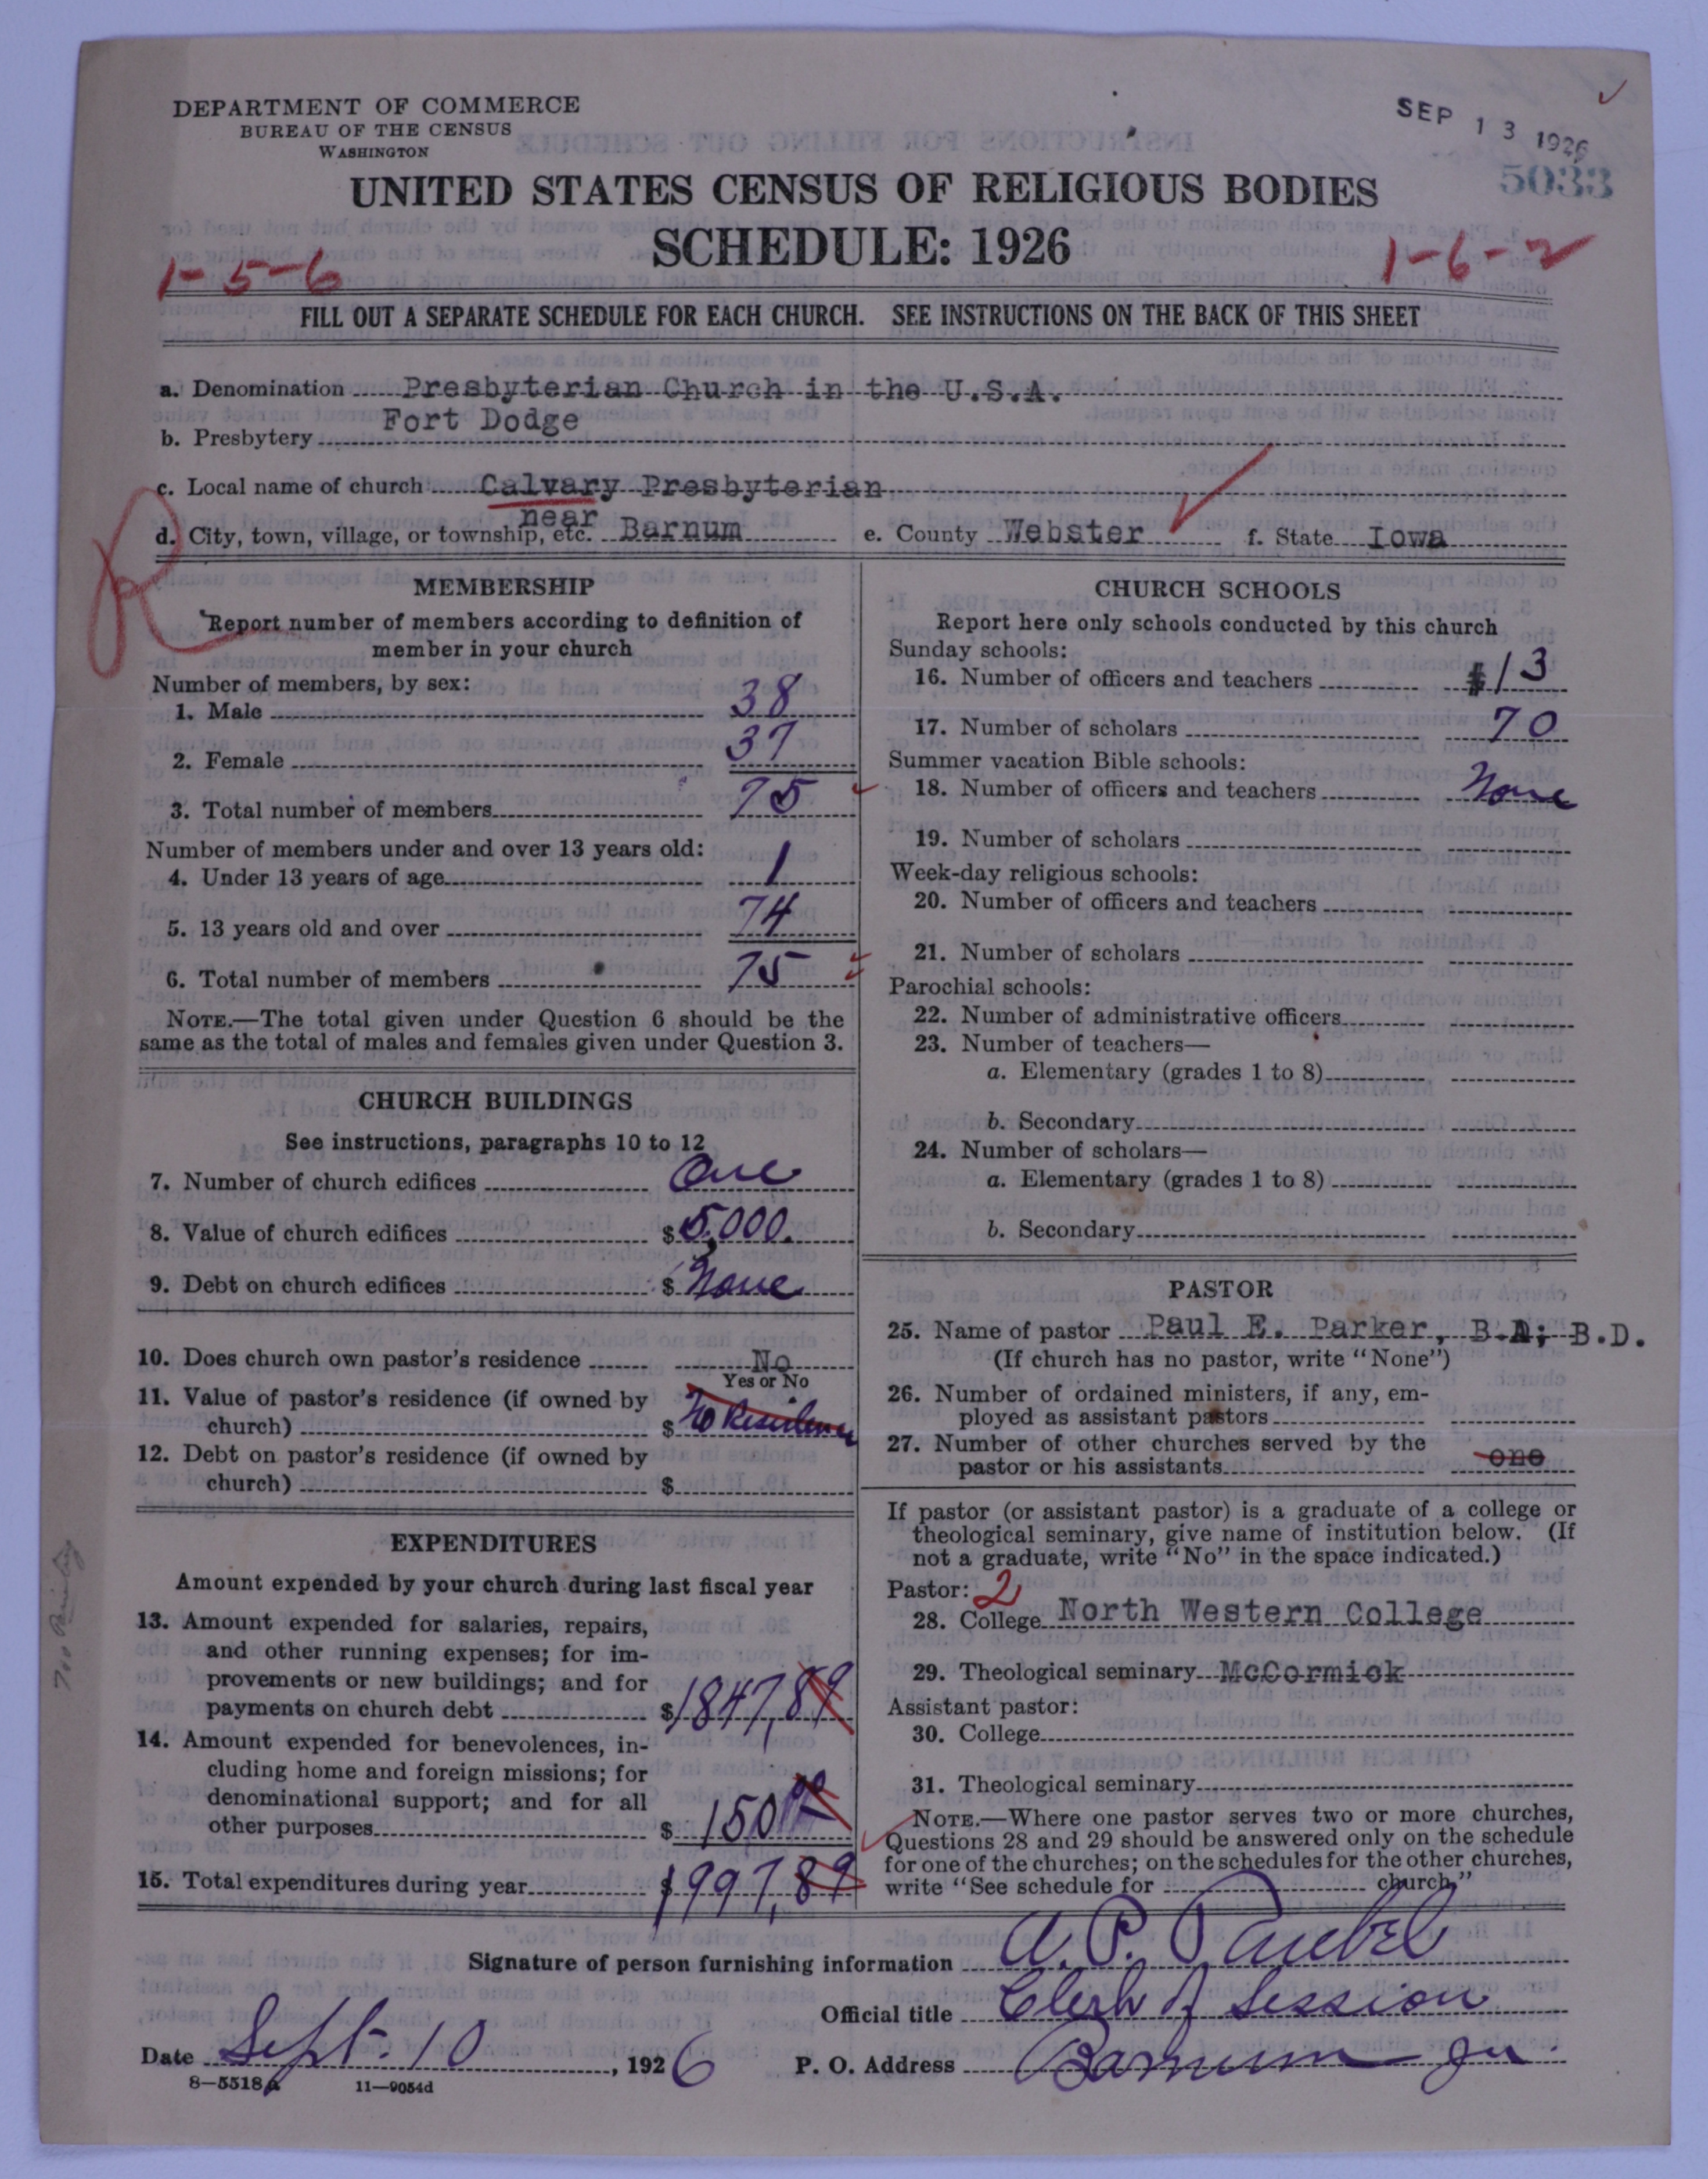 DEPARTMENT OF COMMERCE
BUREAU OF THE CENSUS
WASHINGTON
SEP 13 1926
5033
UNITED STATES CENSUS OF RELIGIOUS BODIES
SCHEDULE: 1926
1-5-6
1-6-2
FILL OUT A SEPARATE SCHEDULE FOR EACH CHURCH. SEE INSTRUCTIONS ON THE BACK OF THIS SHEET
a. Denomination Presbyterian Church in the U.S.A.
b. Presbytery Fort Dodge
c. Local name of church Calvary Presbyterian
d. City, town, village, or township, etc. near Barnum e. County Webster f. State Iowa
R
MEMBERSHIP
Report number of members according to definition of
member in your church
Number of members, by sex:
1. Male 38
2. Female 37
3. Total number of members 75
Number of members under and over 13 years old:
4. Under 13 years of age 1
5. 13 years old and over 74
6. Total number of members 75
NOTE.—The total given under Question 6 should be the
same as the total of males and females given under Question 3.
CHURCH BUILDINGS
See instructions, paragraphs 10 to 12
7. Number of church edifices One
8. Value of church edifices $5,000.
9. Debt on church edifices $ None
10. Does church own pastor's residence No
Yes or No
11. Value of pastor's residence (if owned by
church) $ No Residence
12. Debt on pastor's residence (if owned by
church) $
EXPENDITURES
Amount expended by your church during last fiscal year
13. Amount expended for salaries, repairs,
and other running expenses; for im-
provements or new buildings; and for
payments on church debt $1847,89
14. Amount expended for benevolences, in-
cluding home and foreign missions; for
denominational support; and for all
other purposes $ 150
15. Total expenditures during year $1997,89
CHURCH SCHOOLS
Report here only schools conducted by this church
Sunday schools:
16. Number of officers and teachers 13
17. Number of scholars 70
Summer vacation Bible schools:
18. Number of officers and teachers None
19. Number of scholars
Week-day religious schools:
20. Number of officers and teachers
21. Number of scholars
Parochial schools:
22. Number of administrative officers
23. Number of teachers—
a. Elementary (grades 1 to 8)
b. Secondary
24. Number of scholars—
a. Elementary (grades 1 to 8)
b. Secondary
PASTOR
25. Name of pastor Paul E. Parker, B.A; B.D.
(If church has no pastor, write "None")
26. Number of ordained ministers, if any, em-
ployed as assistant pastors
27. Number of other churches served by the
pastor or his assistants one
If pastor (or assistant pastor) is a graduate of a college or
theological seminary, give name of institution below. (If
not a graduate, write "No" in the space indicated.)
Pastor: 2
28. College North Western College
29. Theological seminary McCormick
Assistant pastor:
30. College
31. Theological seminary
NOTE.—Where one pastor serves two or more churches,
Questions 28 and 29 should be answered only on the schedule
for one of the churches; on the schedules for the other churches,
write "See schedule for church."
Signature of person furnishing information A. P.
Official title Clerk of Session
Date Sept. 10, 1926 P. O. Address Barnum Ia
8—5518a 11—9054d